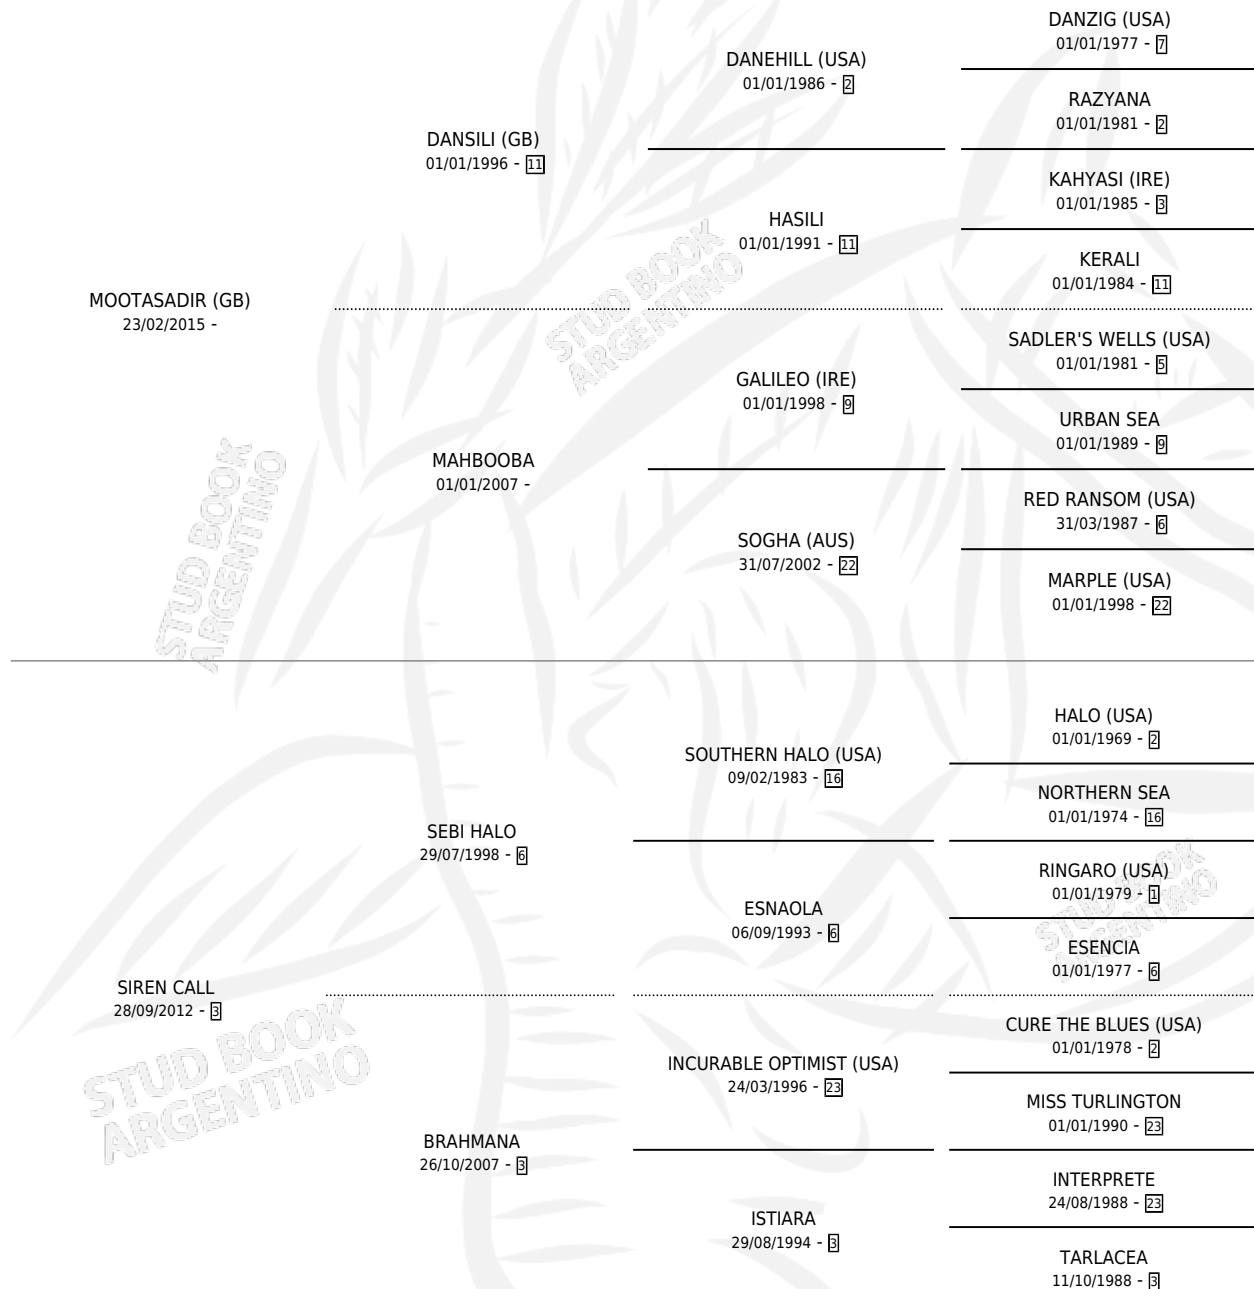 MOOTASADIR (GB)
23/02/2015 -
DANSILI (GB)
01/01/1996 - 11
DANEHILL (USA)
01/01/1986 - 2
DANZIG (USA)
01/01/1977 - 7
RAZYANA
01/01/1981 - 2
HASILI
01/01/1991 - 11
KAHYASI (IRE)
01/01/1985 - 3
KERALI
01/01/1984 - 11
MAHBOOBA
01/01/2007 -
GALILEO (IRE)
01/01/1998 - 9
SADLER'S WELLS (USA)
01/01/1981 - 5
URBAN SEA
01/01/1989 - 9
SOGHA (AUS)
31/07/2002 - 22
RED RANSOM (USA)
31/03/1987 - 6
MARPLE (USA)
01/01/1998 - 22
SIREN CALL
28/09/2012 - 3
SEBI HALO
29/07/1998 - 6
SOUTHERN HALO (USA)
09/02/1983 - 16
HALO (USA)
01/01/1969 - 2
NORTHERN SEA
01/01/1974 - 16
ESNAOLA
06/09/1993 - 6
RINGARO (USA)
01/01/1979 - 1
ESENCIA
01/01/1977 - 6
BRAHMANA
26/10/2007 - 3
INCURABLE OPTIMIST (USA)
24/03/1996 - 23
CURE THE BLUES (USA)
01/01/1978 - 2
MISS TURLINGTON
01/01/1990 - 23
ISTIARA
29/08/1994 - 3
INTERPRETE
24/08/1988 - 23
TARLACEA
11/10/1988 - 3
STUD BOOK
ARGENTINO
STUD BOOK
ARGENTINO
STUD BOOK
ARGENTINO
STUD BOOK
ARGENTINO